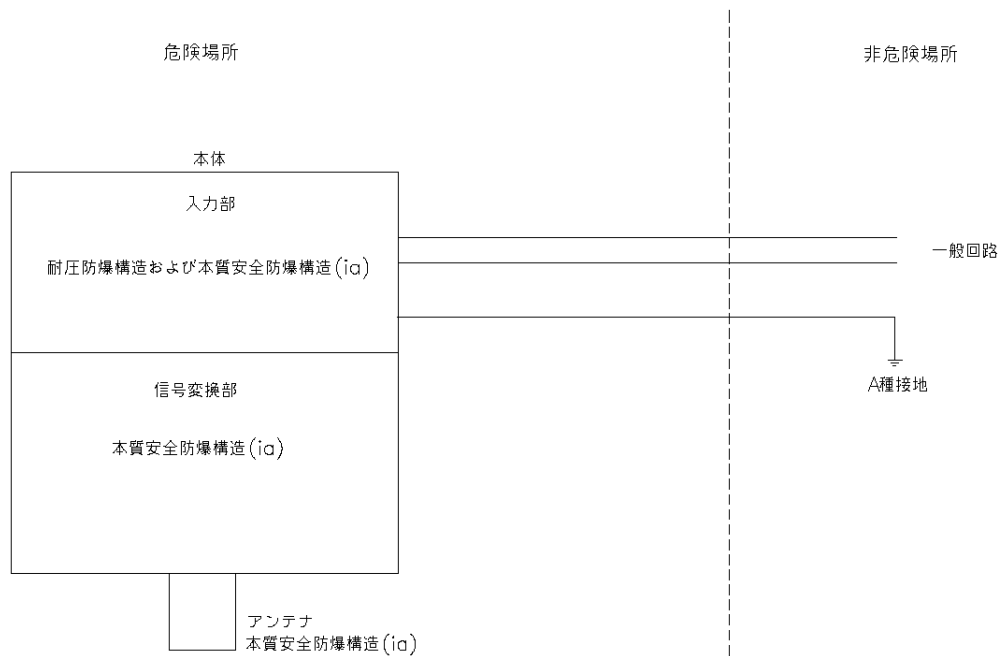 危険場所
非危険場所
本体
入力部
耐圧防爆構造および本質安全防爆構造(ia)
一般回路
A種接地
信号変換部
本質安全防爆構造(ia)
アンテナ
本質安全防爆構造(ia)